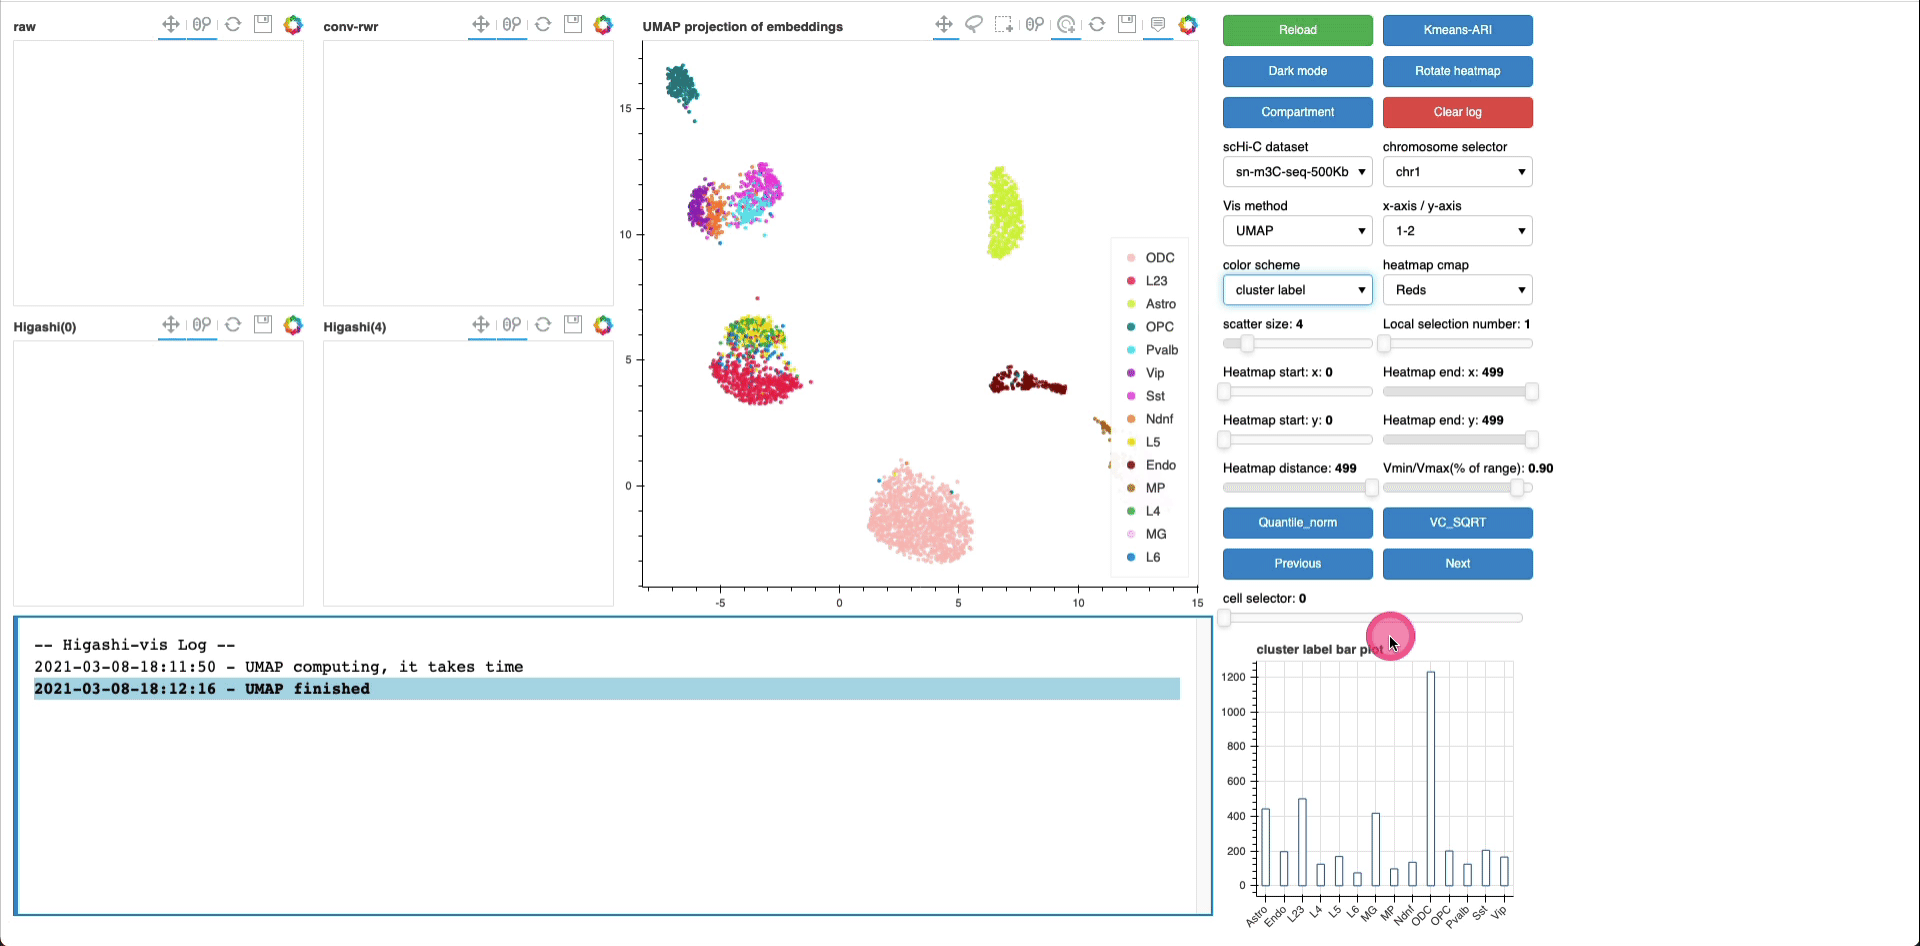 raw
conv-rwr
UMAP projection of embeddings
Higashi(0)
Higashi(4)
15
10
5
0
-5
0
5
10
15
ODC
L23
Astro
OPC
Pvalb
Vip
Sst
Ndnf
L5
Endo
MP
L4
MG
L6
Reload
Kmeans-ARI
Dark mode
Rotate heatmap
Compartment
Clear log
scHi-C dataset
chromosome selector
sn-m3C-seq-500Kb
chr1
Vis method
x-axis / y-axis
UMAP
1-2
color scheme
heatmap cmap
cluster label
Reds
scatter size: 4
Local selection number: 1
Heatmap start: x: 0
Heatmap end: x: 499
Heatmap start: y: 0
Heatmap end: y: 499
Heatmap distance: 499
Vmin/Vmax(% of range): 0.90
Quantile_norm
VC_SQRT
Previous
Next
cell selector: 0
-- Higashi-vis Log --
2021-03-08-18:11:50 - UMAP computing, it takes time
2021-03-08-18:12:16 - UMAP finished
cluster label bar plot
1200
1000
800
600
400
200
0
Astro
Endo
L23
L4
L5
L6
MG
MP
Ndnf
ODC
OPC
Pvalb
Sst
Vip